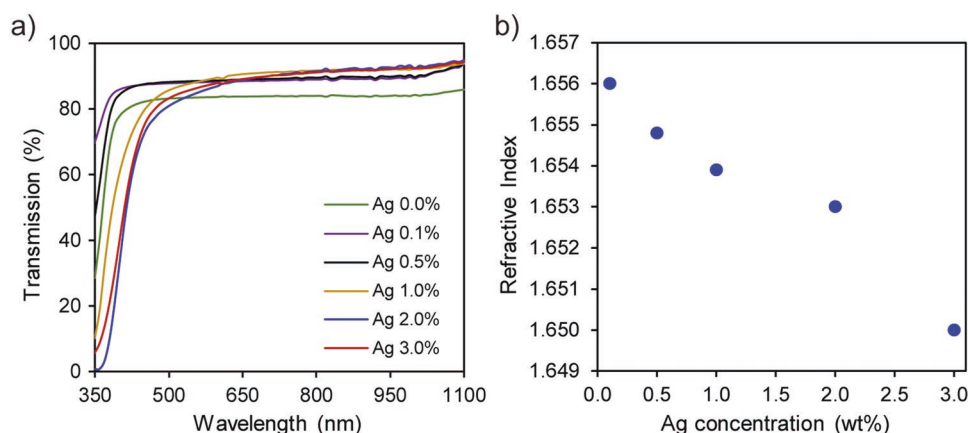 a)
100
80
60
40
20
0
Transmission (%)
350 500 650 800 950 1100
Wavelength (nm)
Ag 0.0%
Ag 0.1%
Ag 0.5%
Ag 1.0%
Ag 2.0%
Ag 3.0%
b)
1.657
1.656
1.655
1.654
1.653
1.652
1.651
1.650
1.649
Refractive Index
0.0 0.5 1.0 1.5 2.0 2.5 3.0
Ag concentration (wt%)